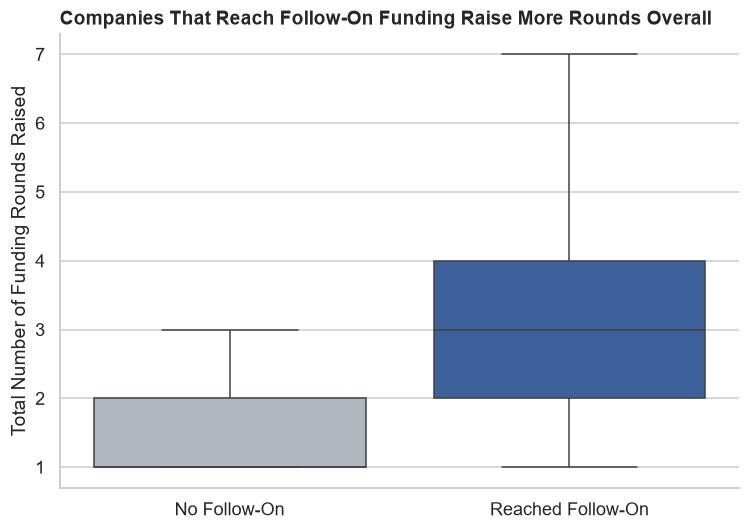 Companies That Reach Follow-On Funding Raise More Rounds Overall
Total Number of Funding Rounds Raised
7
6
5
4
3
2
1
No Follow-On
Reached Follow-On